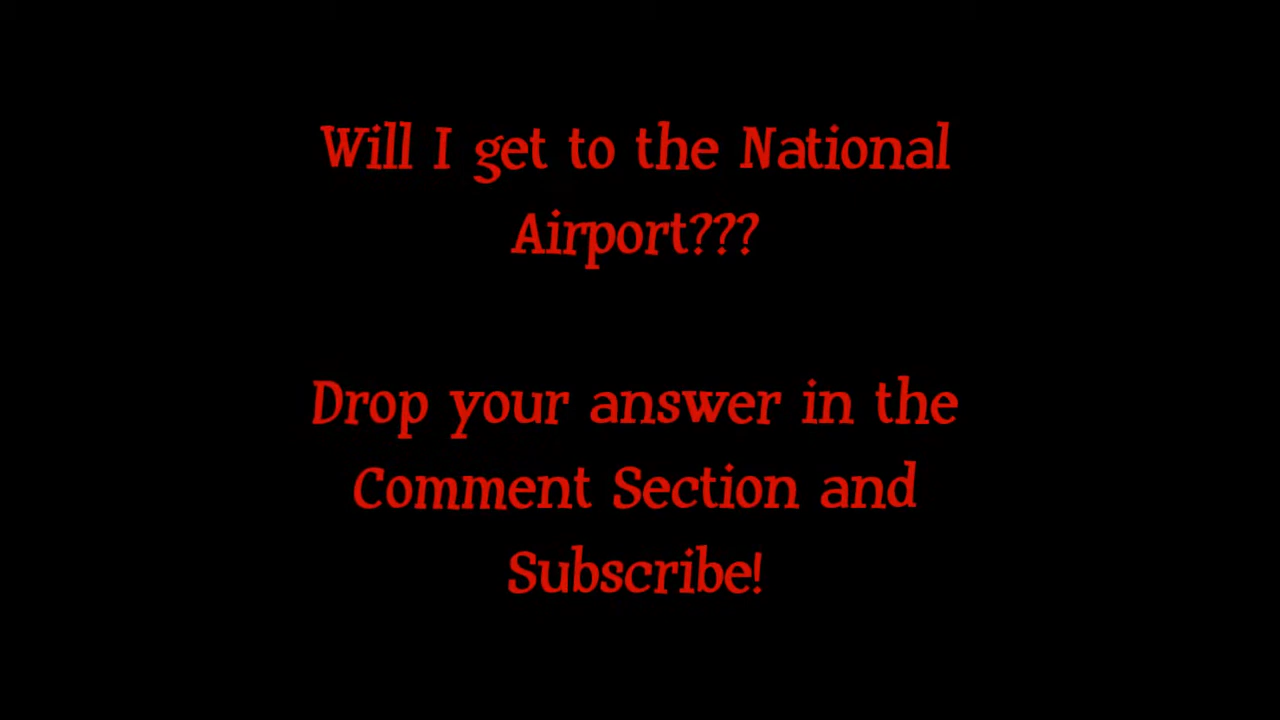 Will I get to the National
Airport???
Drop your answer in the
Comment Section and
Subscribe!